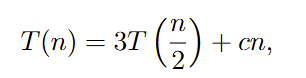 T(n) = 3T(n/2) + cn,